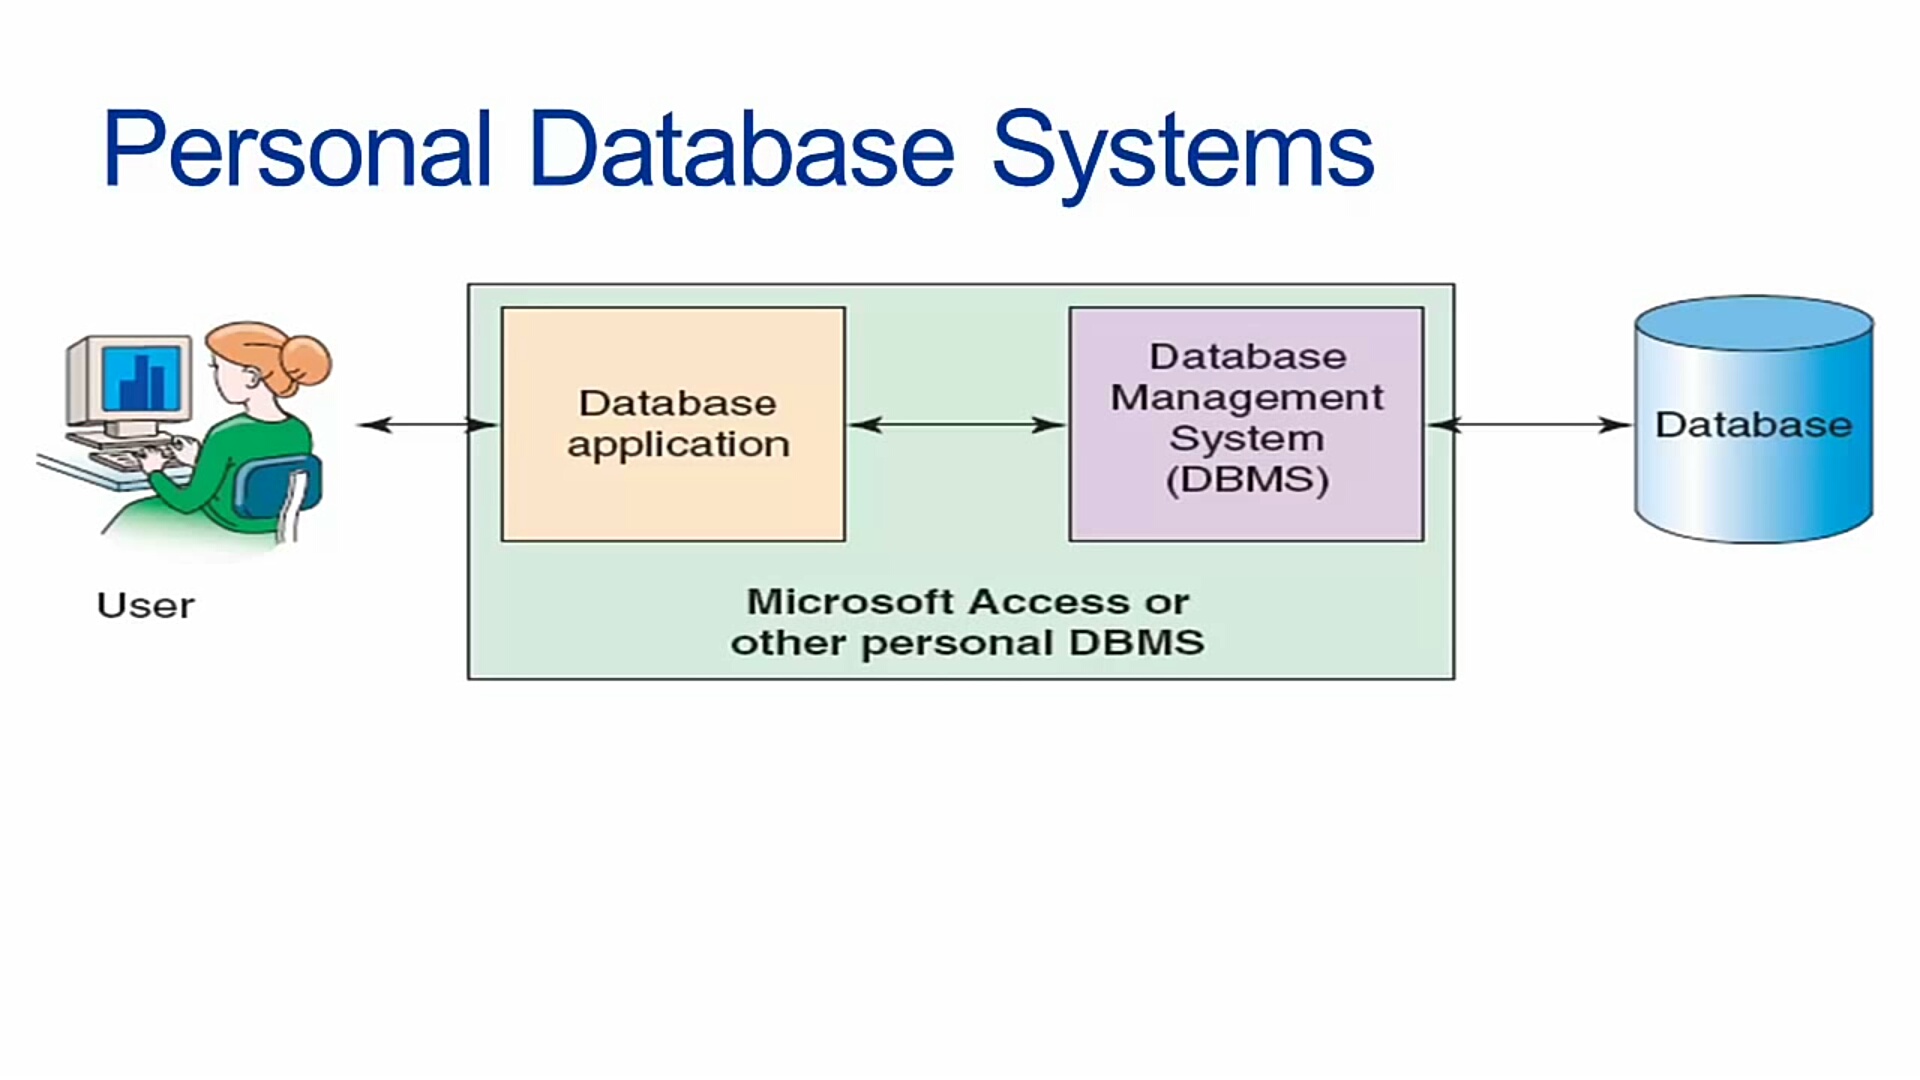 Personal Database Systems
Database
application
Database
Management
System
(DBMS)
Database
User
Microsoft Access or
other personal DBMS